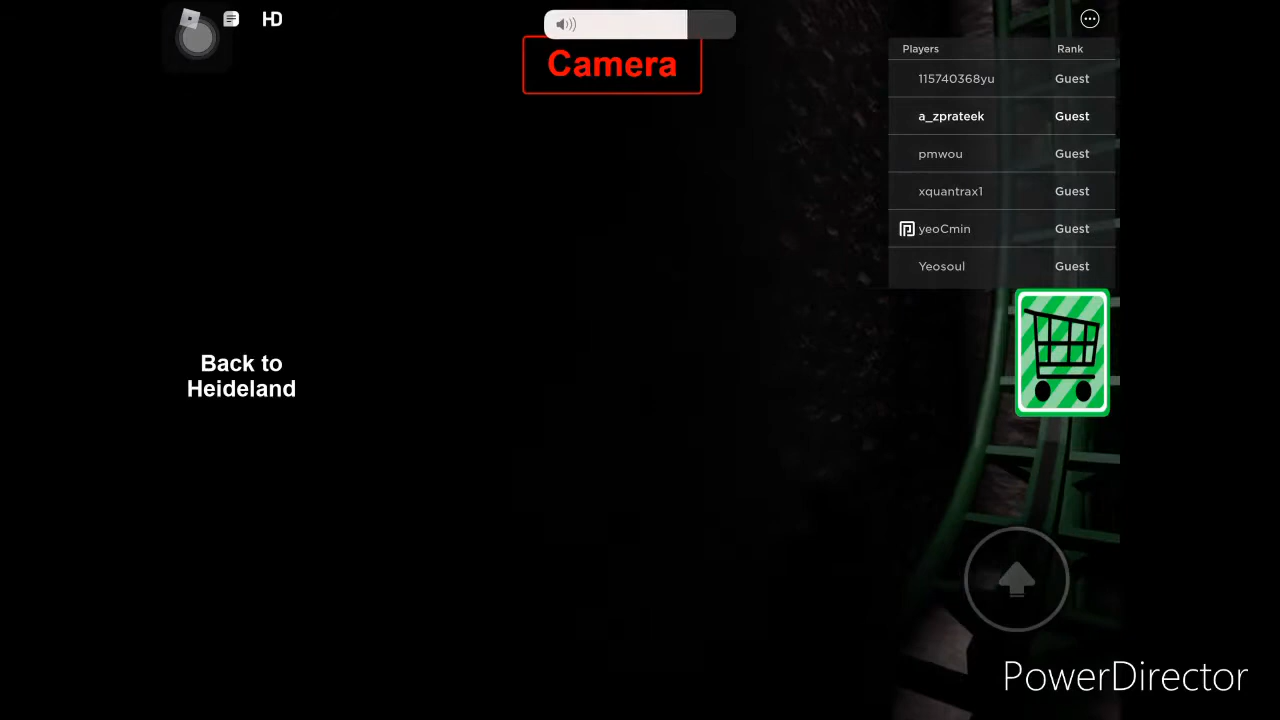 HD
Camera
Players Rank
115740368yu Guest
a_zprateek Guest
pmwou Guest
xquantrax1 Guest
yeoCmin Guest
Yeosoul Guest
Back to
Heideland
PowerDirector